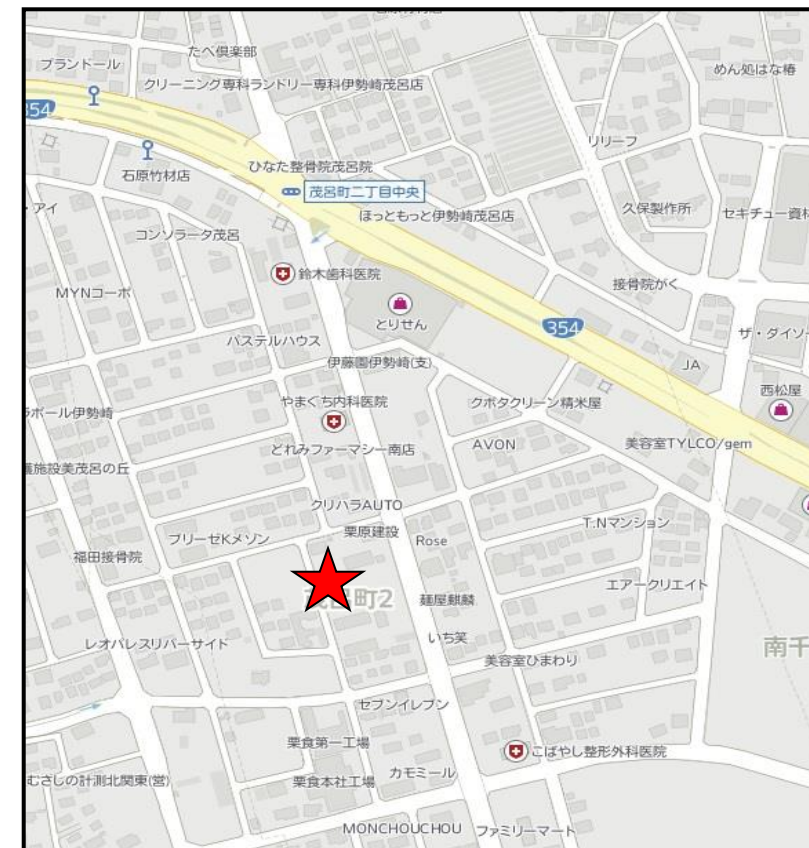 たべ倶楽部
ブランドール
めん処はな椿
クリーニング専科ランドリー専科伊勢崎茂呂店
354
リリーフ
ひなた整骨院茂呂院
石原竹材店
茂呂町二丁目中央
アイ
ほっともっと伊勢崎茂呂店
久保製作所
セキチュー資材
コンソラータ茂呂
鈴木歯科医院
接骨院がく
MYNコーポ
とりせん
354
ザ・ダイソー
パステルハウス
伊藤園伊勢崎(支)
JA
西松屋
やまぐち内科医院
クボタクリーン精米屋
ラポール伊勢崎
どれみファーマシー南店
AVON
美容室TYLCO/gem
護施設美茂呂の丘
クリハラAUTO
栗原建設
T.Nマンション
ブリーゼKメゾン
Rose
福田接骨院
エアークリエイト
茂呂町2
麺屋麒麟
いち笑
レオパレスリバーサイド
南千
美容室ひまわり
セブンイレブン
栗食第一工場
こばやし整形外科医院
むさしの計測北関東(営)
栗食本社工場
カモミール
MONCHOUCHOU
ファミリーマート